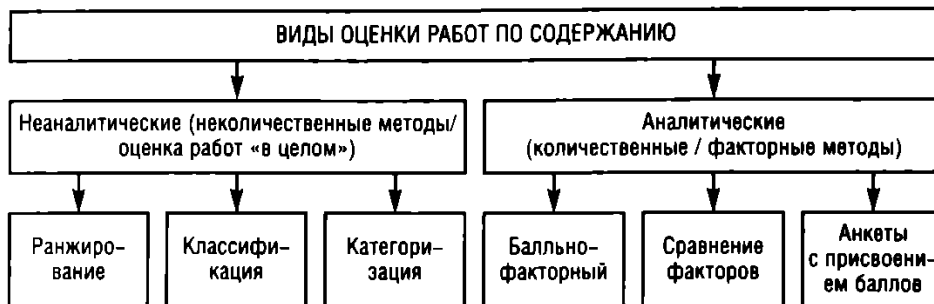 ВИДЫ ОЦЕНКИ РАБОТ ПО СОДЕРЖАНИЮ
Неаналитические (неколичественные методы/
оценка работ «в целом»)
Аналитические
(количественные / факторные методы)
Ранжиро-
вание
Классифи-
кация
Категори-
зация
Балльно-
факторный
Сравнение
факторов
Анкеты
с присвоени-
ем баллов